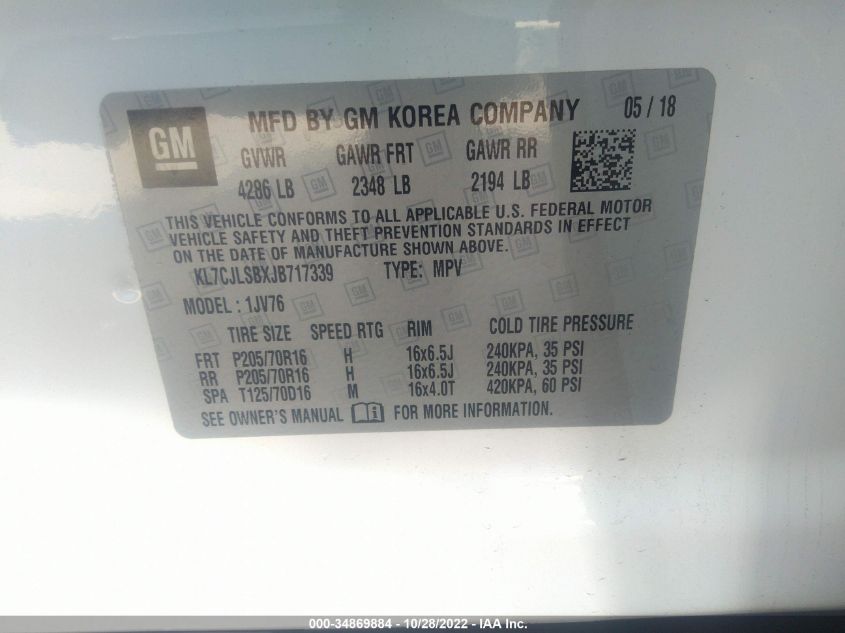 GM
MFD BY GM KOREA COMPANY 05 / 18
GVWR GAWR FRT GAWR RR
4286 LB 2348 LB 2194 LB
THIS VEHICLE CONFORMS TO ALL APPLICABLE U.S. FEDERAL MOTOR
VEHICLE SAFETY AND THEFT PREVENTION STANDARDS IN EFFECT
ON THE DATE OF MANUFACTURE SHOWN ABOVE.
KL7CJLSBXJB717339 TYPE: MPV
MODEL : 1JV76
TIRE SIZE SPEED RTG RIM COLD TIRE PRESSURE
FRT P205/70R16 H 16x6.5J 240KPA, 35 PSI
RR P205/70R16 H 16x6.5J 240KPA, 35 PSI
SPA T125/70D16 M 16x4.0T 420KPA, 60 PSI
SEE OWNER'S MANUAL FOR MORE INFORMATION.
000-34869884 - 10/28/2022 - IAA Inc.